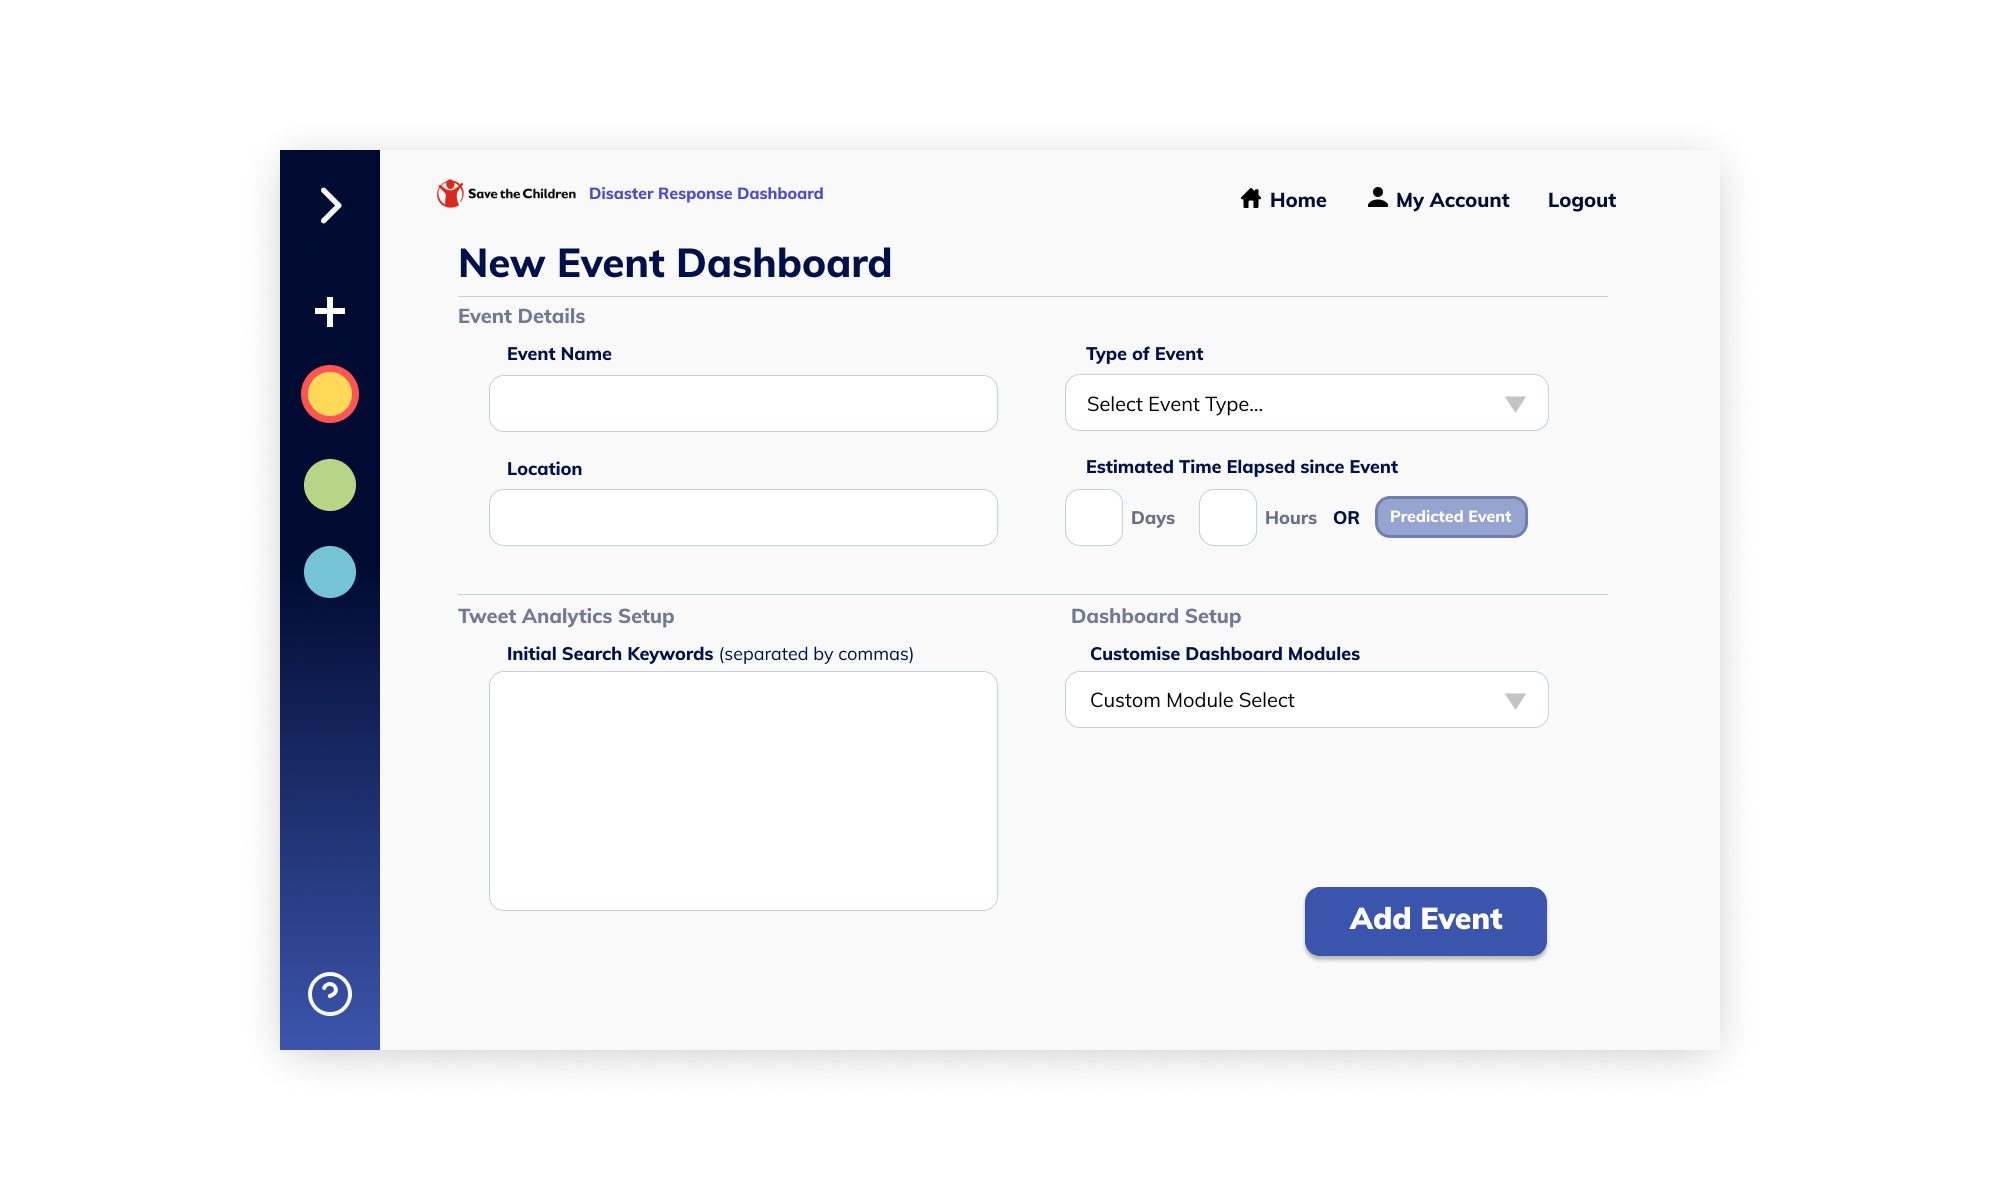 Save the Children Disaster Response Dashboard
Home My Account Logout
New Event Dashboard
Event Details
Event Name
Type of Event
Select Event Type...
Location
Estimated Time Elapsed since Event
Days Hours OR Predicted Event
Tweet Analytics Setup
Dashboard Setup
Initial Search Keywords (separated by commas)
Customise Dashboard Modules
Custom Module Select
Add Event